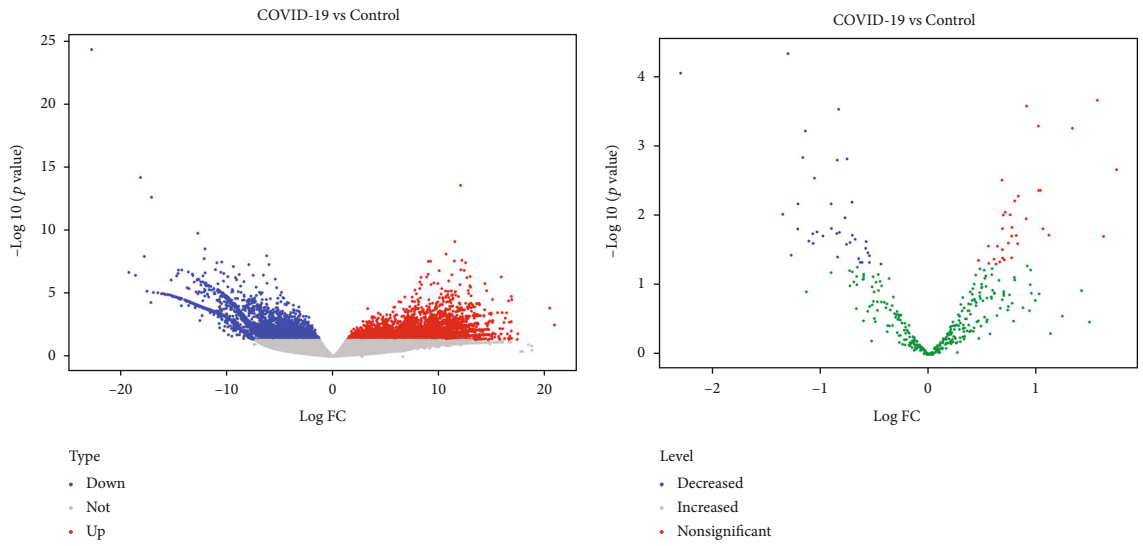 COVID-19 vs Control
25
20
15
10
5
0
–Log 10 (p value)
–20
–10
0
10
20
Log FC
Type
Down
Not
Up
COVID-19 vs Control
4
3
2
1
0
–Log 10 (p value)
–2
–1
0
1
Log FC
Level
Decreased
Increased
Nonsignificant